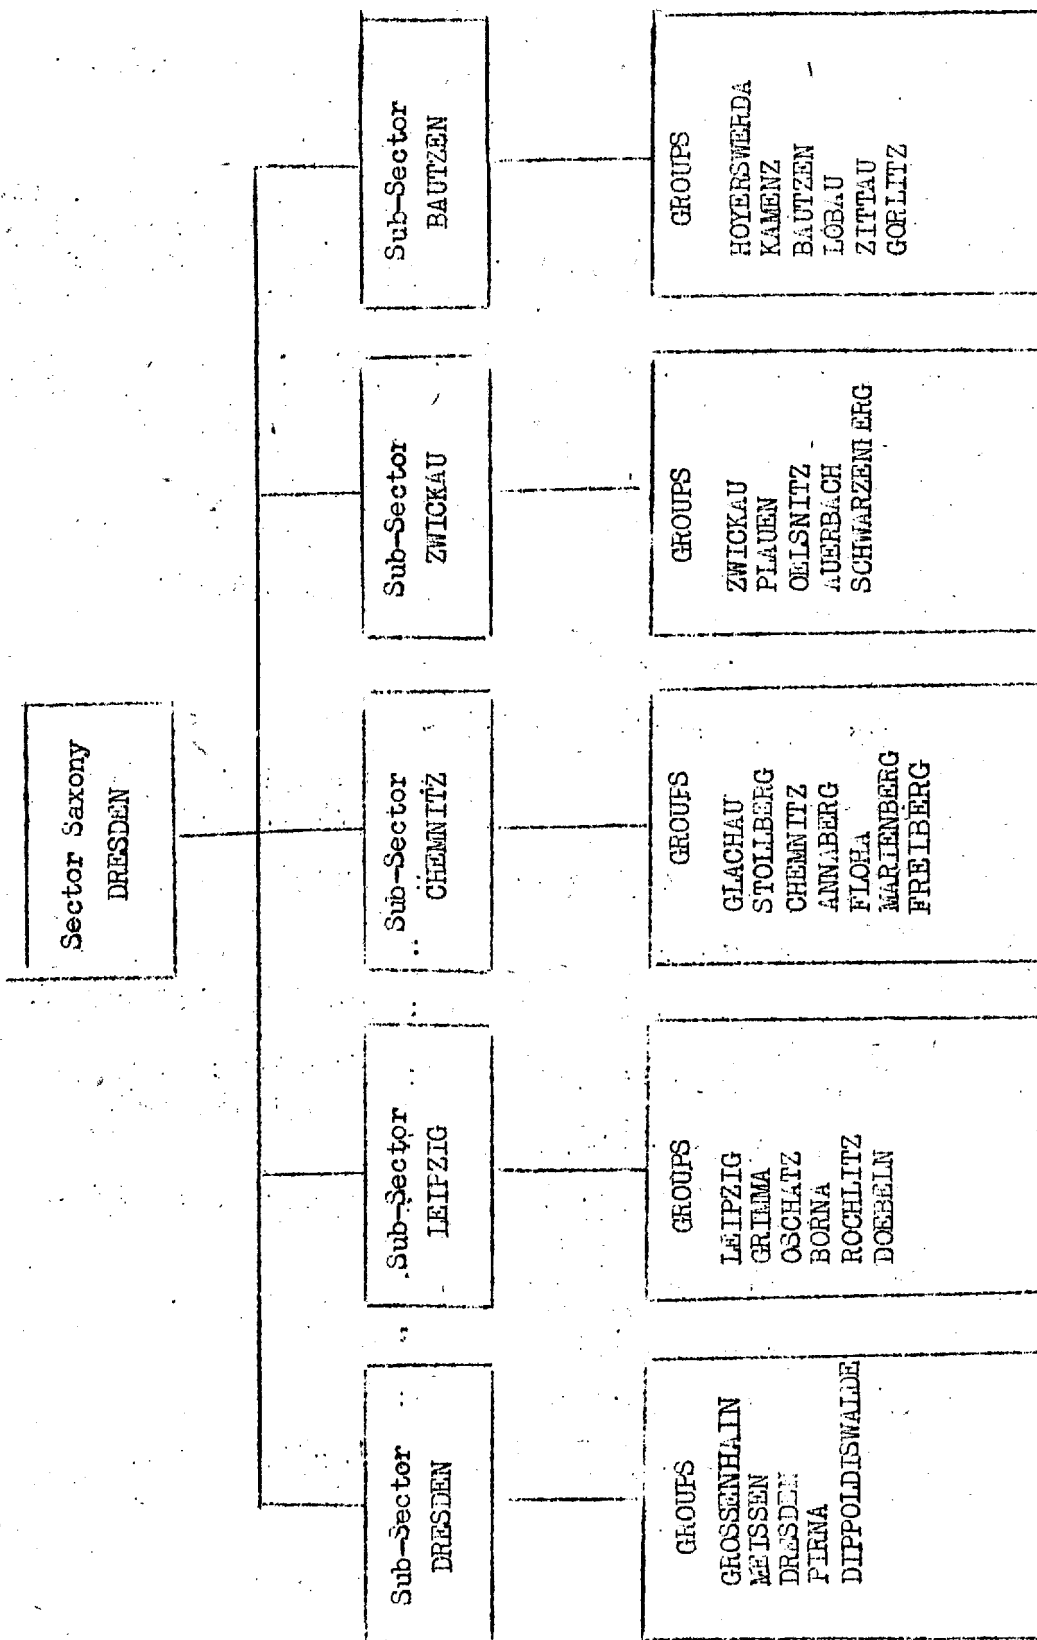 Sector Saxony
DRESDEN
Sub-Sector
DRESDEN
Sub-Sector
LEIPZIG
Sub-Sector
CHEMNITZ
Sub-Sector
ZWICKAU
Sub-Sector
BAUTZEN
GROUPS
GROSSENHAIN
MEISSEN
DRESDEN
PIRNA
DIPPOLDISWALDE
GROUPS
LEIPZIG
GRIMMA
OSCHATZ
BORNA
ROCHLITZ
DOEBELN
GROUPS
GLACHAU
STOLLBERG
CHEMNITZ
ANNABERG
FLOHA
MARIENBERG
FREIBERG
GROUPS
ZWICKAU
PLAUEN
OELSNITZ
AUERBACH
SCHWARZENBERG
GROUPS
HOYERSWERDA
KAMENZ
BAUTZEN
LOBAU
ZITTAU
GORLITZ